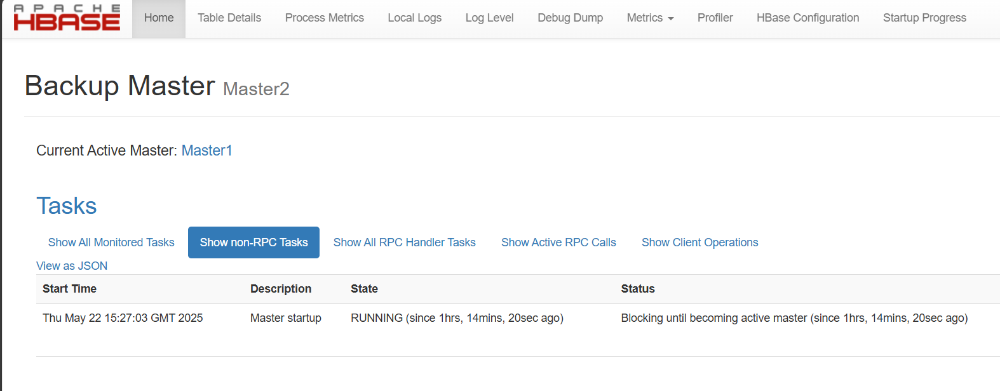 APACHE
HBASE
Home Table Details Process Metrics Local Logs Log Level Debug Dump Metrics Profiler HBase Configuration Startup Progress
Backup Master Master2
Current Active Master: Master1
Tasks
Show All Monitored Tasks Show non-RPC Tasks Show All RPC Handler Tasks Show Active RPC Calls Show Client Operations
View as JSON
Start Time Description State Status
Thu May 22 15:27:03 GMT 2025 Master startup RUNNING (since 1hrs, 14mins, 20sec ago) Blocking until becoming active master (since 1hrs, 14mins, 20sec ago)